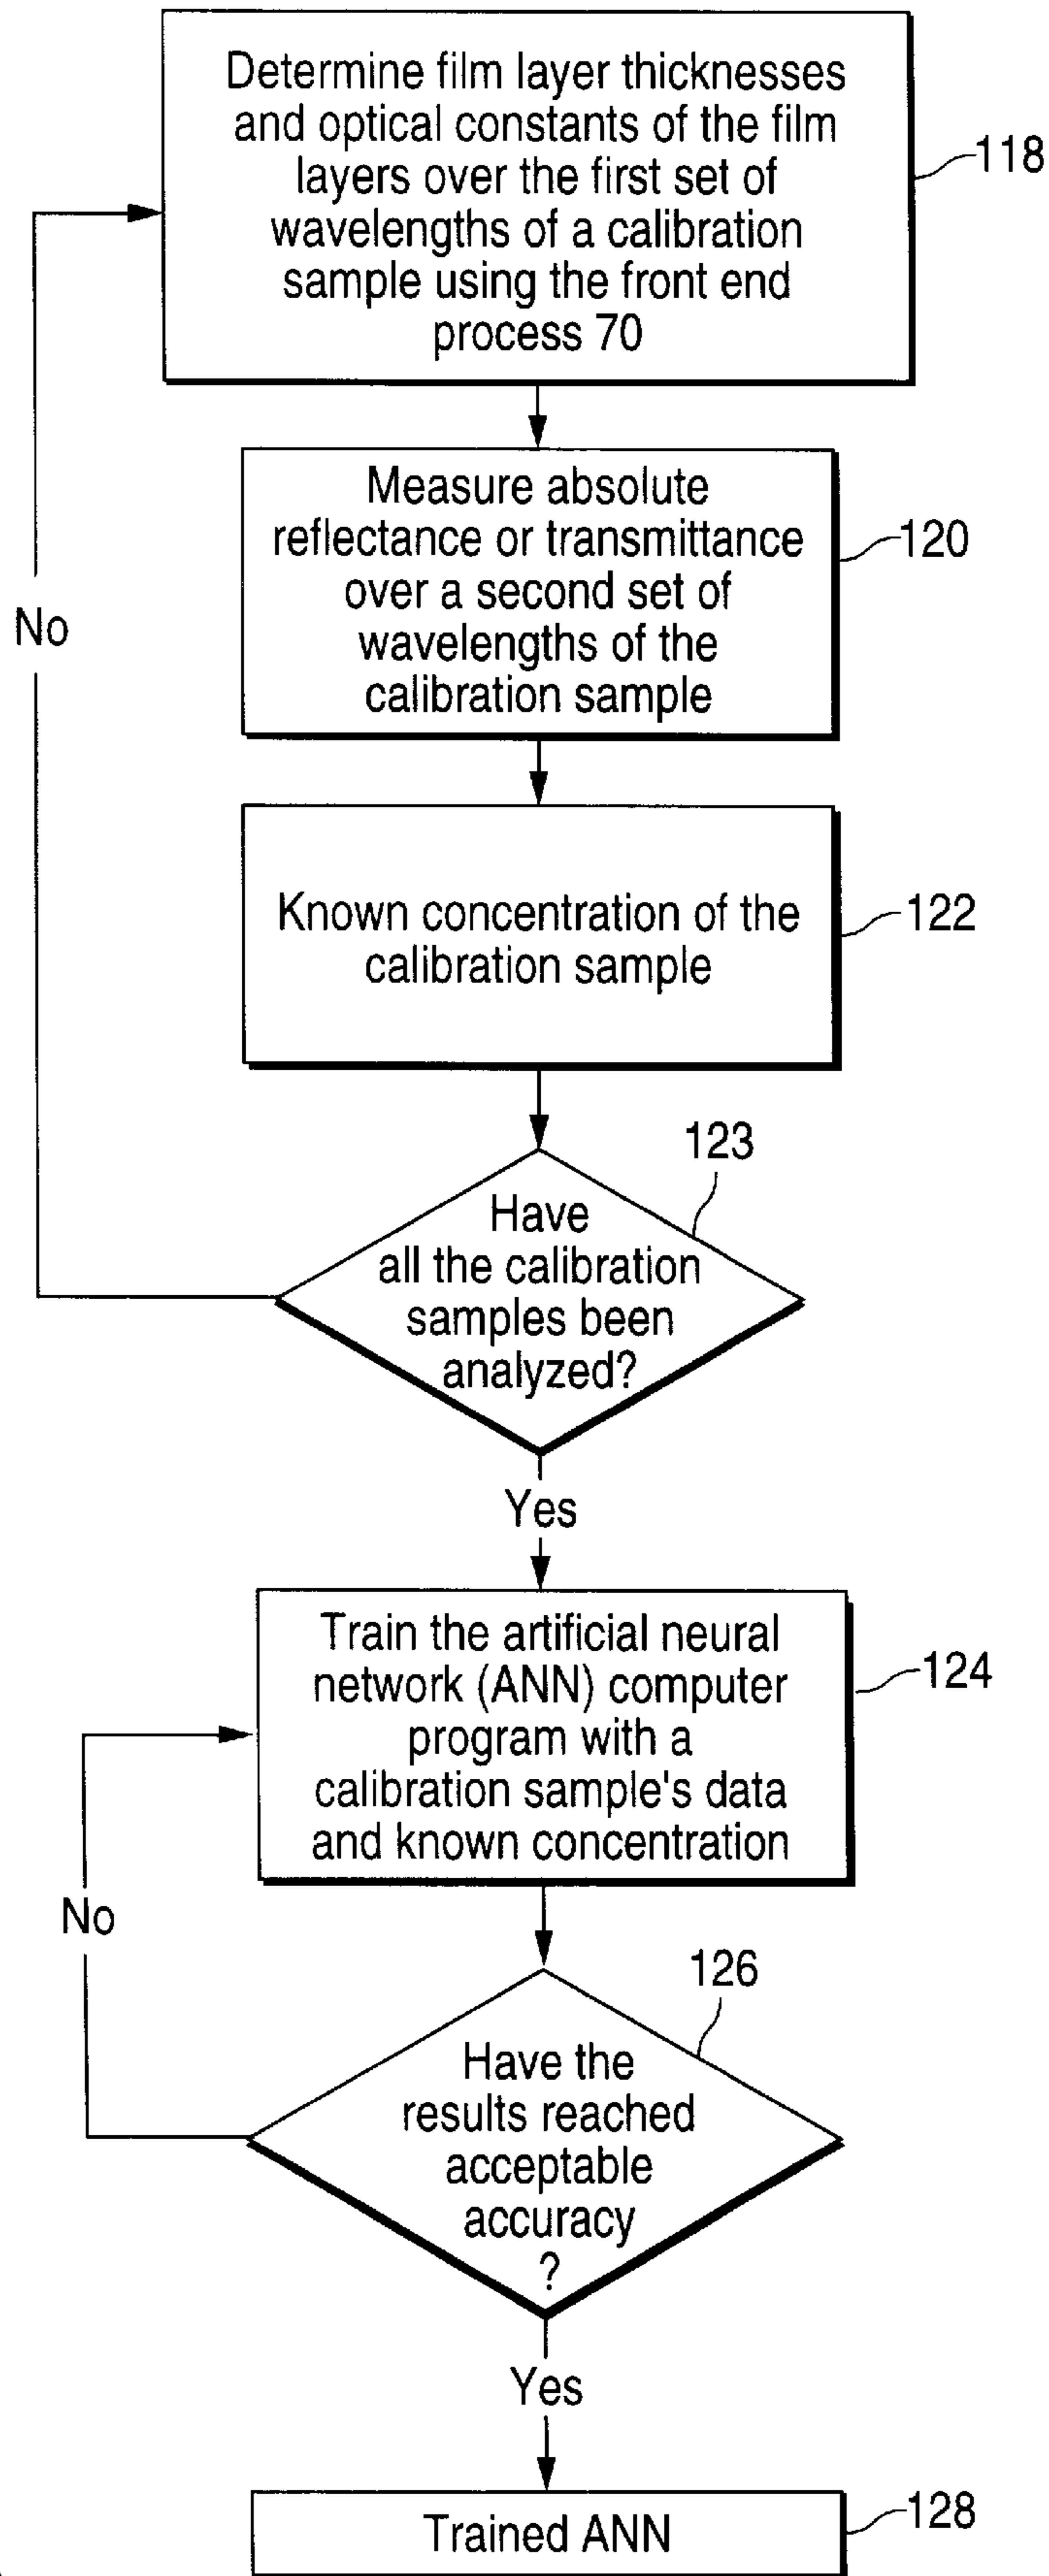 Determine film layer thicknesses
and optical constants of the film
layers over the first set of
wavelengths of a calibration
sample using the front end
process 70
118
Measure absolute
reflectance or transmittance
over a second set of
wavelengths of the
calibration sample
120
No
Known concentration of the
calibration sample
122
123
Have
all the calibration
samples been
analyzed?
Yes
Train the artificial neural
network (ANN) computer
program with a
calibration sample's data
and known concentration
124
No
126
Have the
results reached
acceptable
accuracy
?
Yes
Trained ANN
128